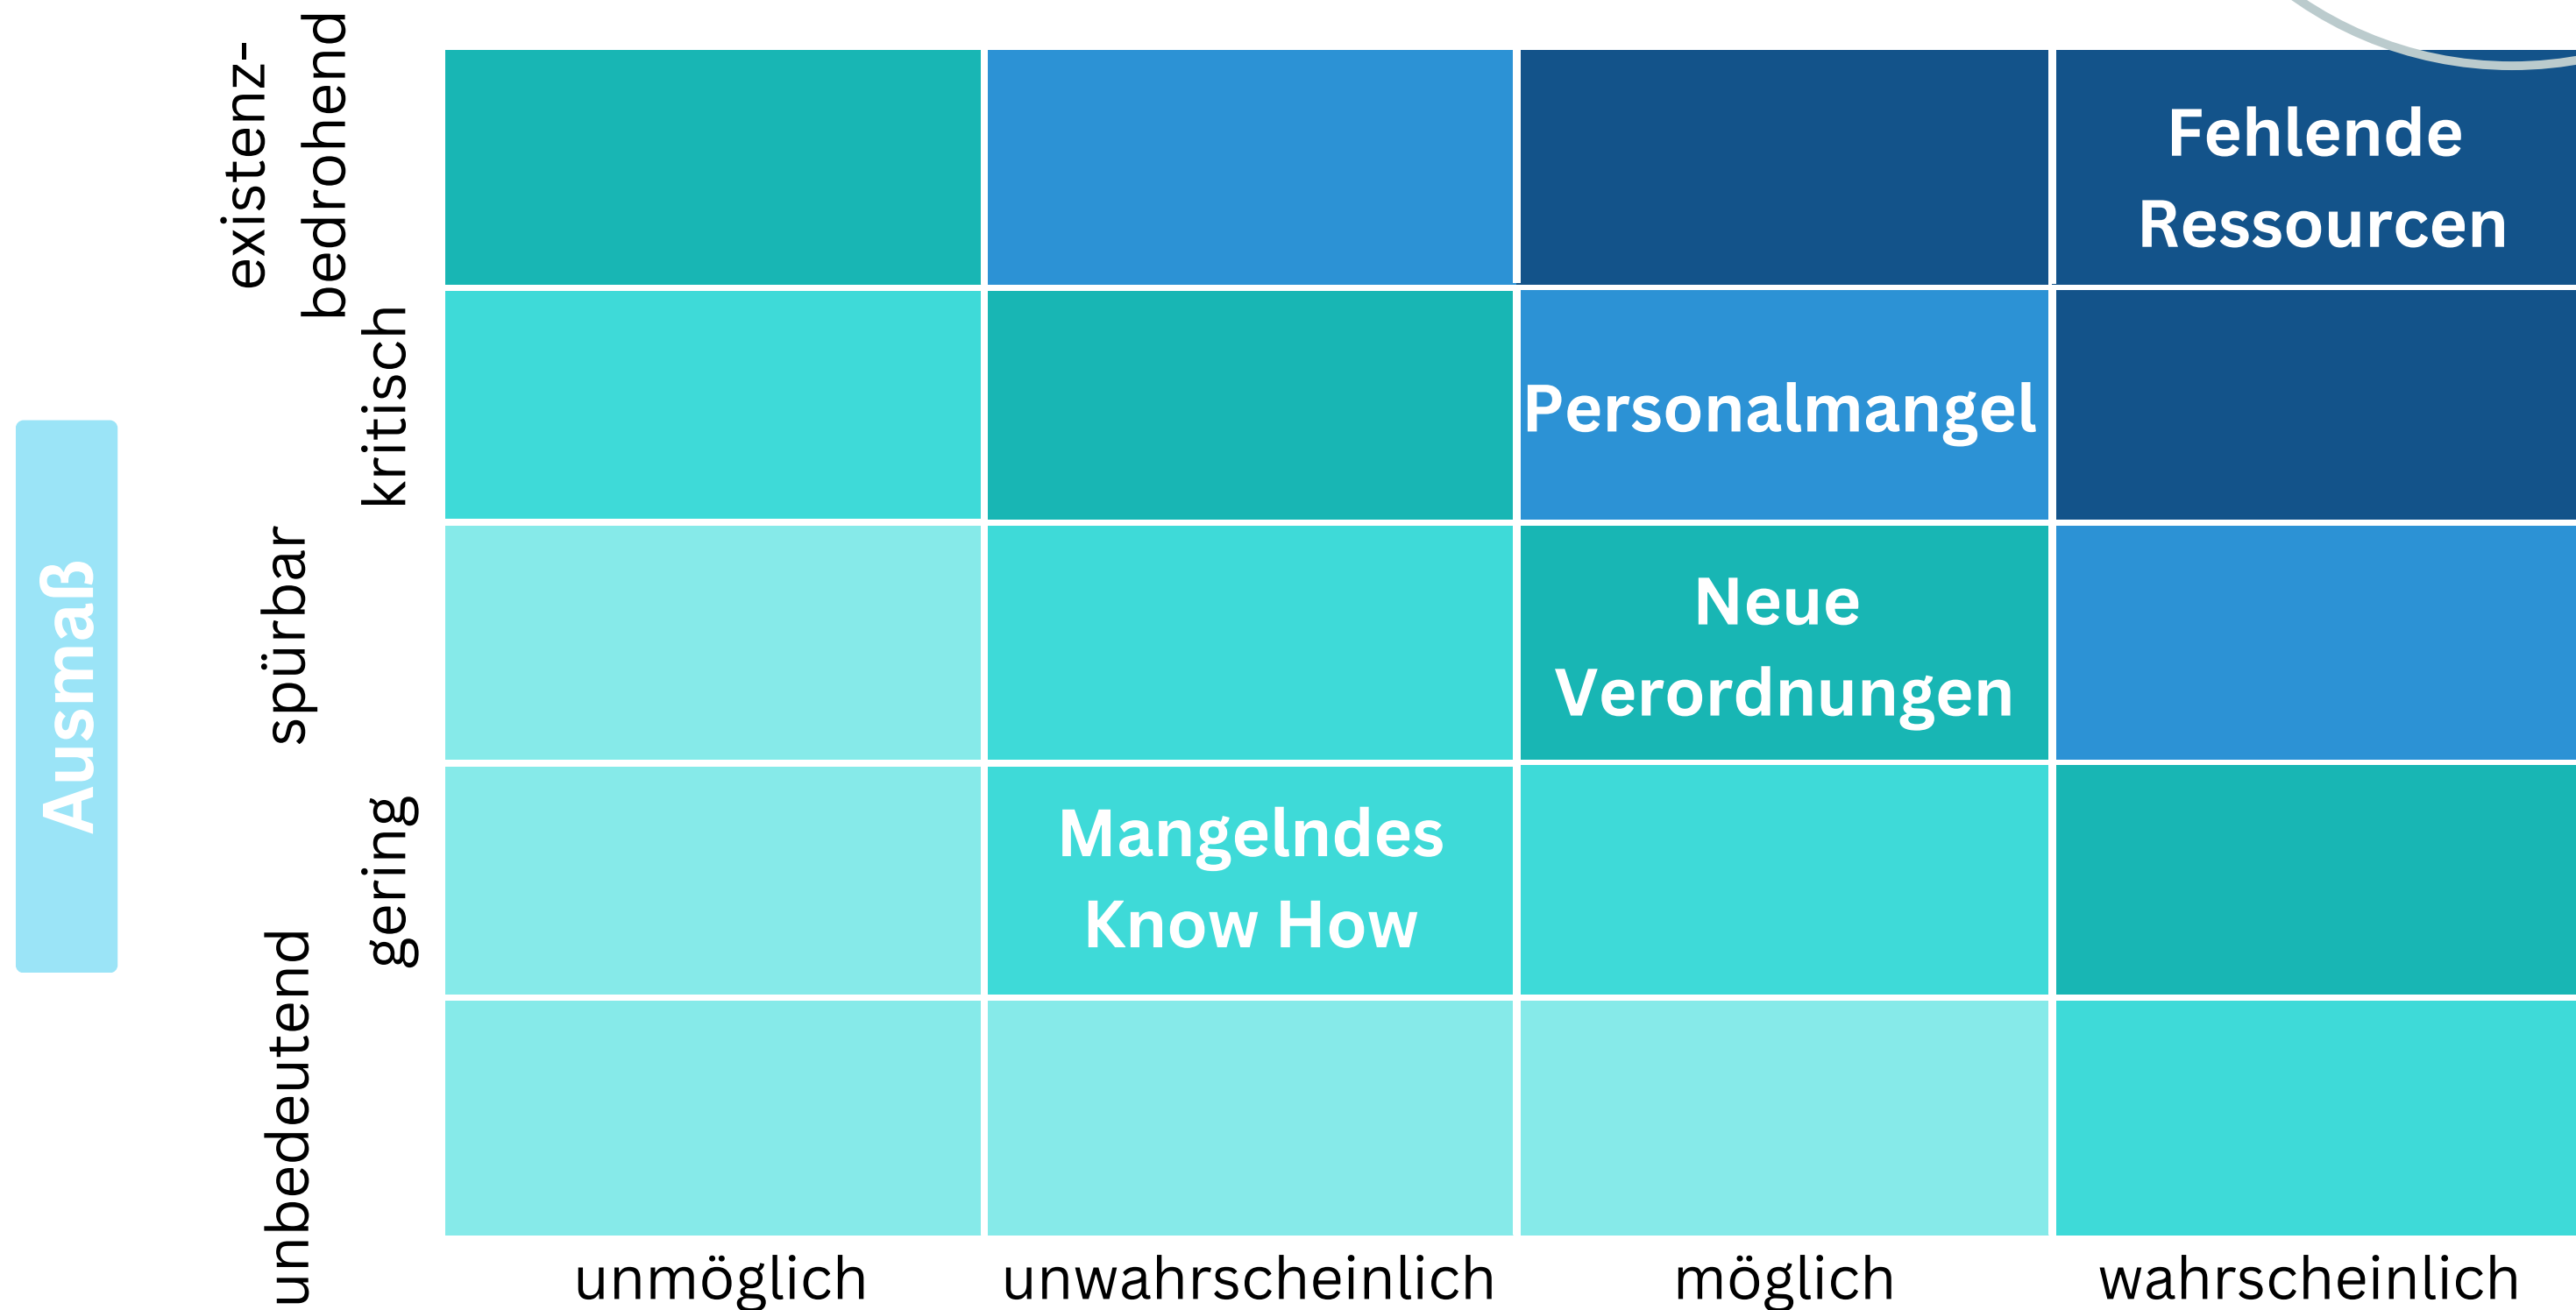 existenz-
bedrohend
Fehlende
Ressourcen
kritisch
Personalmangel
Ausmaß
spürbar
Neue
Verordnungen
gering
Mangelndes
Know How
unbedeutend
unmöglich
unwahrscheinlich
möglich
wahrscheinlich